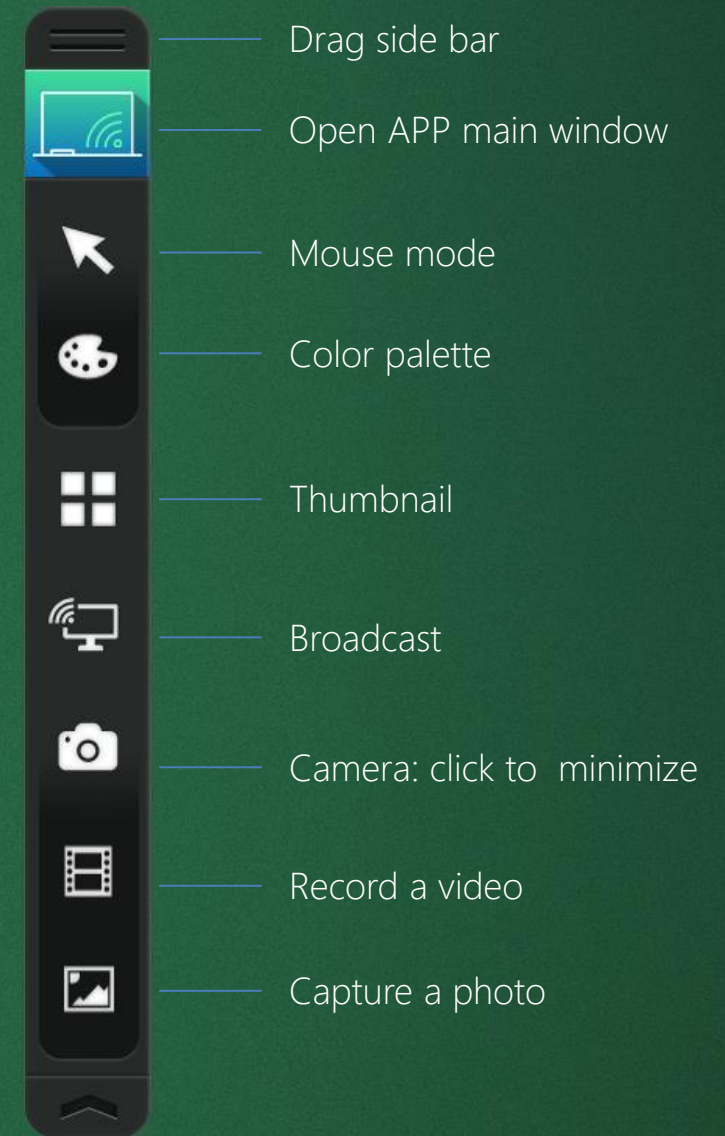 Drag side bar
Open APP main window
Mouse mode
Color palette
Thumbnail
Broadcast
Camera: click to  minimize
Record a video
Capture a photo